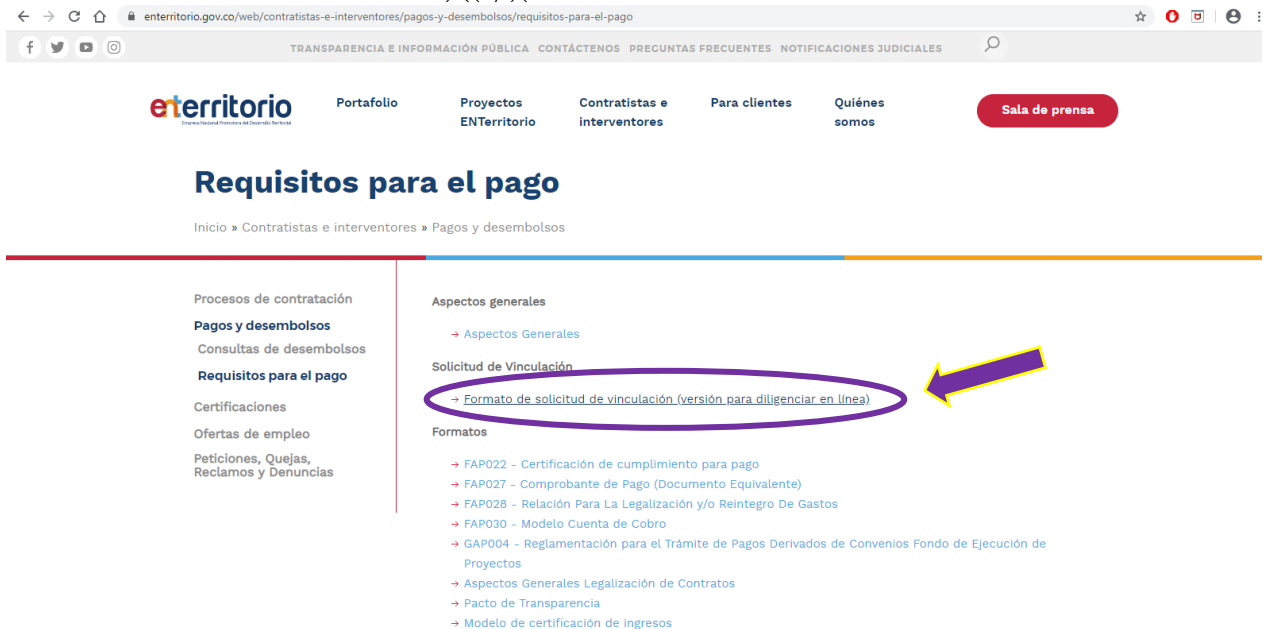 enterritorio.gov.co/web/contratistas-e-interventores/pagos-y-desembolsos/requisitos-para-el-pago
TRANSPARENCIA E INFORMACIÓN PÚBLICA CONTÁCTENOS PREGUNTAS FRECUENTES NOTIFICACIONES JUDICIALES
enterritorio
Empresa Nacional Promotora del Desarrollo Territorial
Portafolio
Proyectos
ENTerritorio
Contratistas e
interventores
Para clientes
Quiénes
somos
Sala de prensa
Requisitos para el pago
Inicio » Contratistas e interventores » Pagos y desembolsos
Procesos de contratación
Pagos y desembolsos
Consultas de desembolsos
Requisitos para el pago
Certificaciones
Ofertas de empleo
Peticiones, Quejas,
Reclamos y Denuncias
Aspectos generales
→ Aspectos Generales
Solicitud de Vinculación
→ Formato de solicitud de vinculación (versión para diligenciar en línea)
Formatos
→ FAP022 - Certificación de cumplimiento para pago
→ FAP027 - Comprobante de Pago (Documento Equivalente)
→ FAP028 - Relación Para La Legalización y/o Reintegro De Gastos
→ FAP030 - Modelo Cuenta de Cobro
→ GAP004 - Reglamentación para el Trámite de Pagos Derivados de Convenios Fondo de Ejecución de
Proyectos
→ Aspectos Generales Legalización de Contratos
→ Pacto de Transparencia
→ Modelo de certificación de ingresos